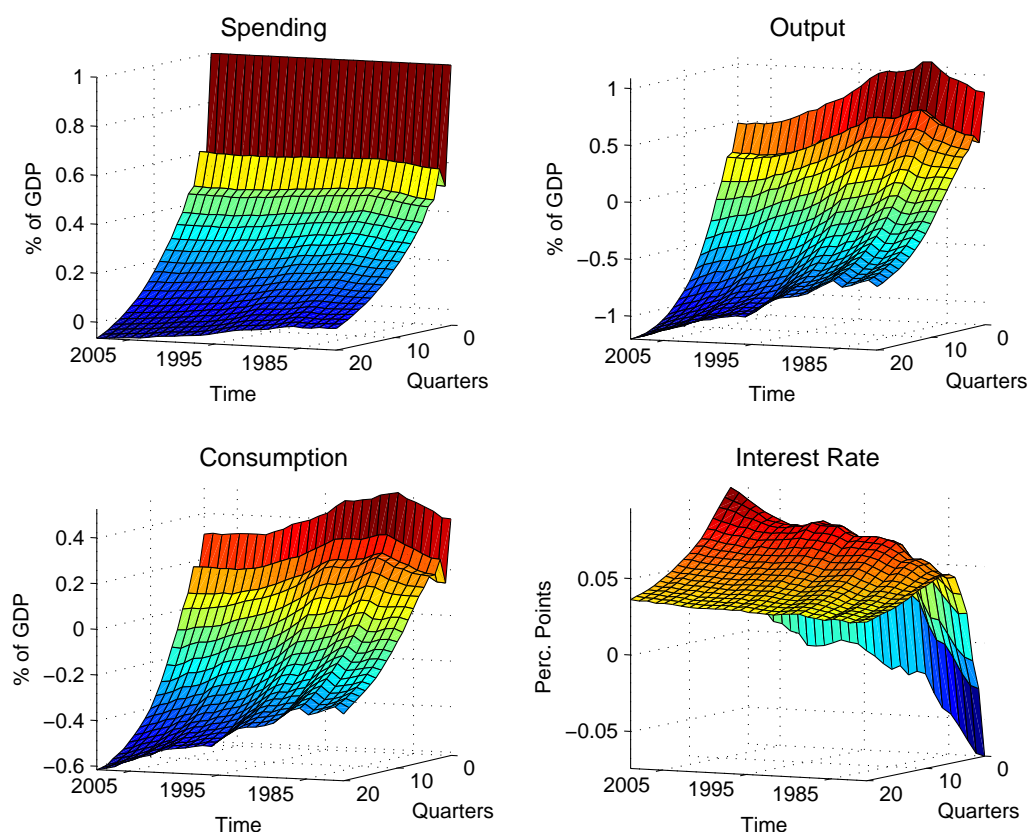 Spending
1
0.8
0.6
0.4
0.2
0
% of GDP
2005
1995
1985
Time
20
10
0
Quarters
Output
1
0.5
0
−0.5
−1
% of GDP
2005
1995
1985
Time
20
10
0
Quarters
Consumption
0.4
0.2
0
−0.2
−0.4
−0.6
% of GDP
2005
1995
1985
Time
20
10
0
Quarters
Interest Rate
0.05
0
−0.05
Perc. Points
2005
1995
1985
Time
20
10
0
Quarters